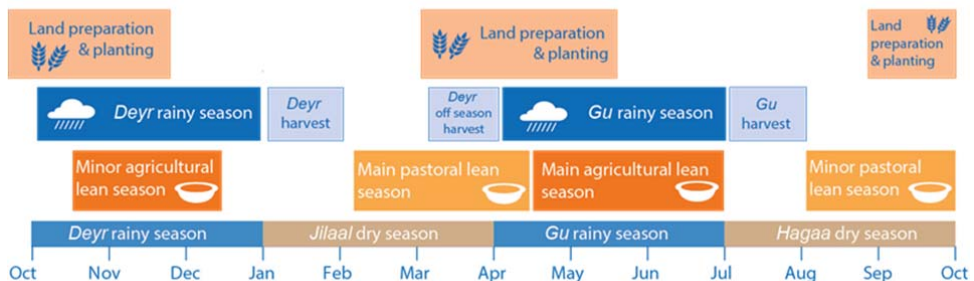 Land preparation
& planting
Land preparation
& planting
Land
preparation
& planting
Deyr rainy season
Deyr
harvest
Deyr
off season
harvest
Gu rainy season
Gu
harvest
Minor agricultural
lean season
Main pastoral lean
season
Main agricultural lean
season
Minor pastoral
lean season
Deyr rainy season
Jilaal dry season
Gu rainy season
Hagaa dry season
Oct
Nov
Dec
Jan
Feb
Mar
Apr
May
Jun
Jul
Aug
Sep
Oct